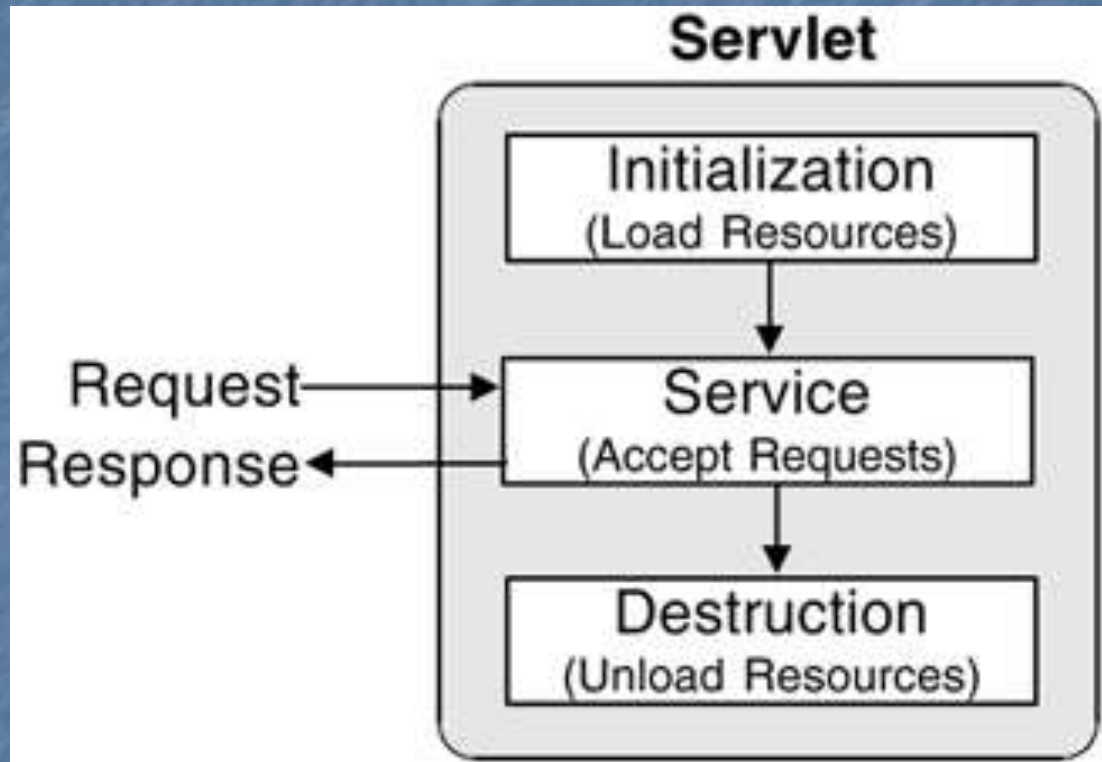 Servlet
Initialization
(Load Resources)
Request
Response
Service
(Accept Requests)
Destruction
(Unload Resources)